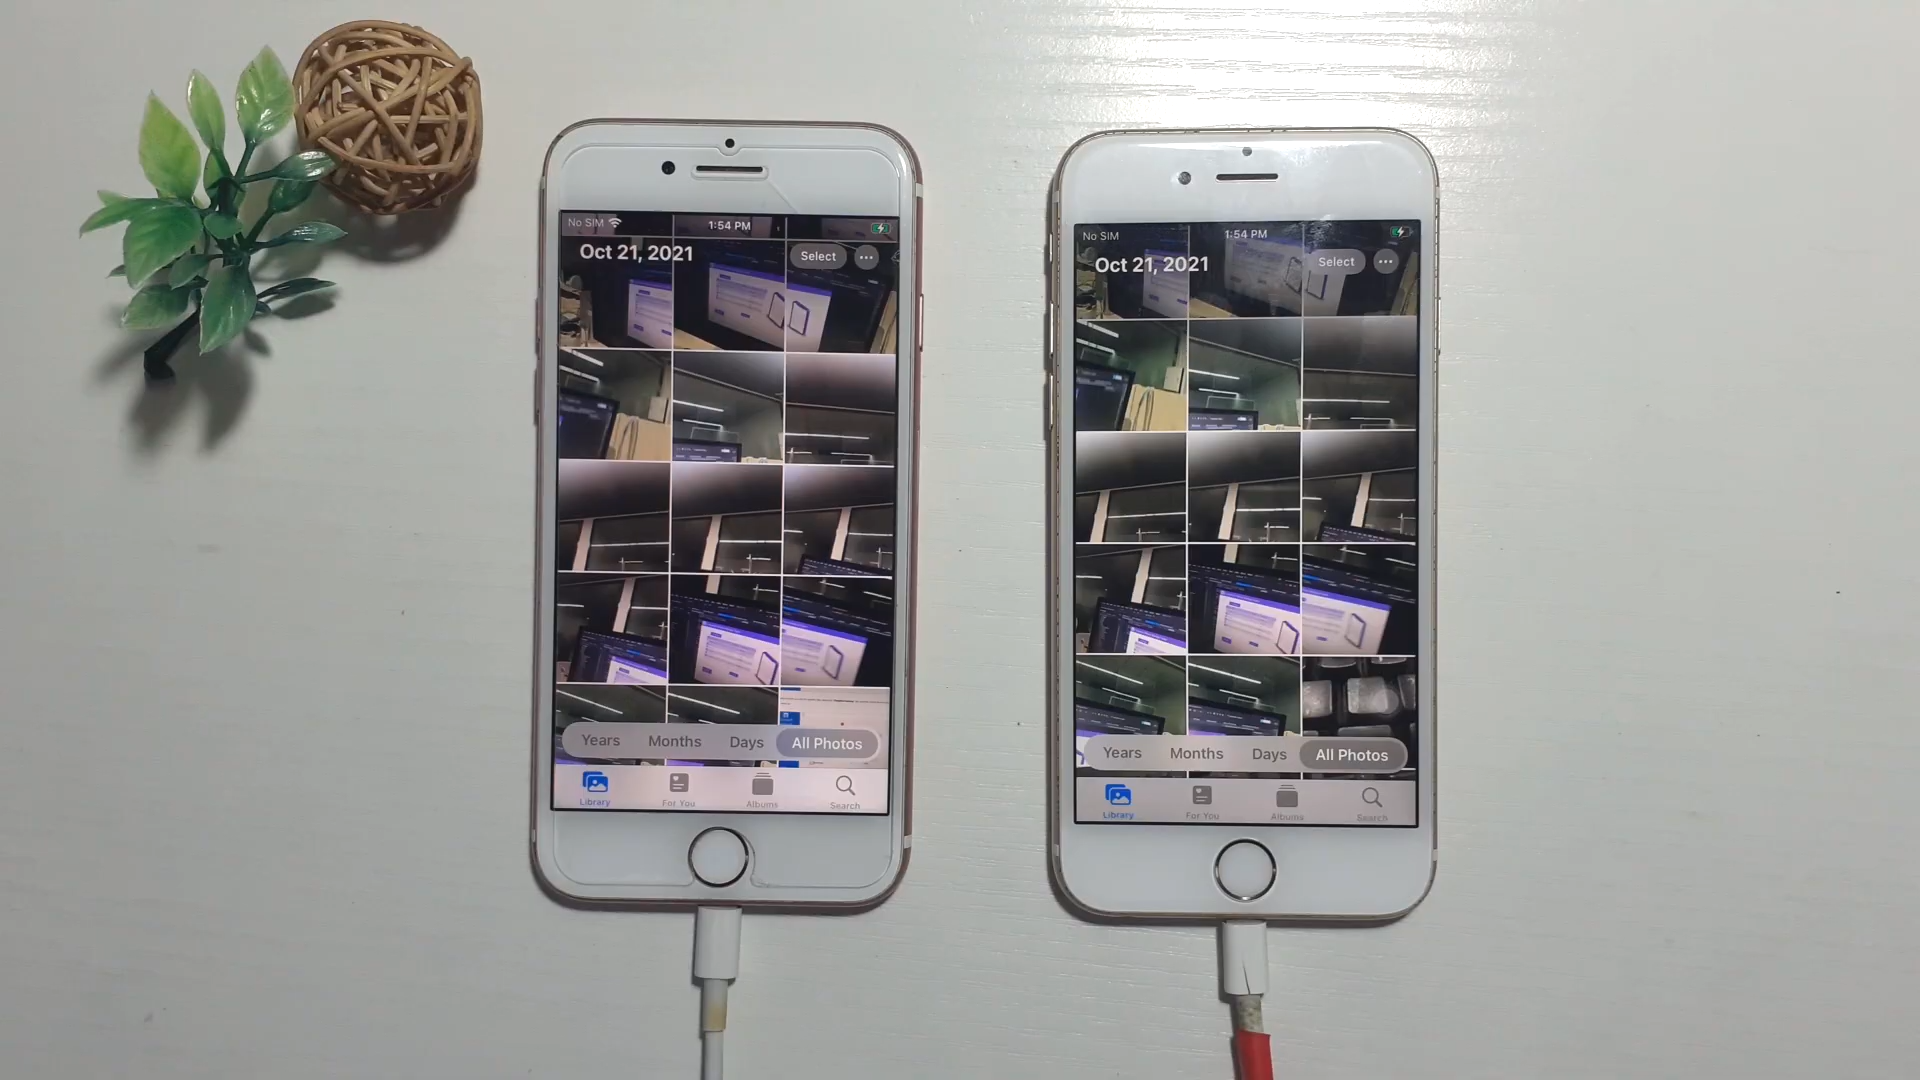 No SIM
1:54 PM
Oct 21, 2021
Select
Years
Months
Days
All Photos
Library
For You
Albums
Search
No SIM
1:54 PM
Oct 21, 2021
Select
Years
Months
Days
All Photos
Library
For You
Albums
Search